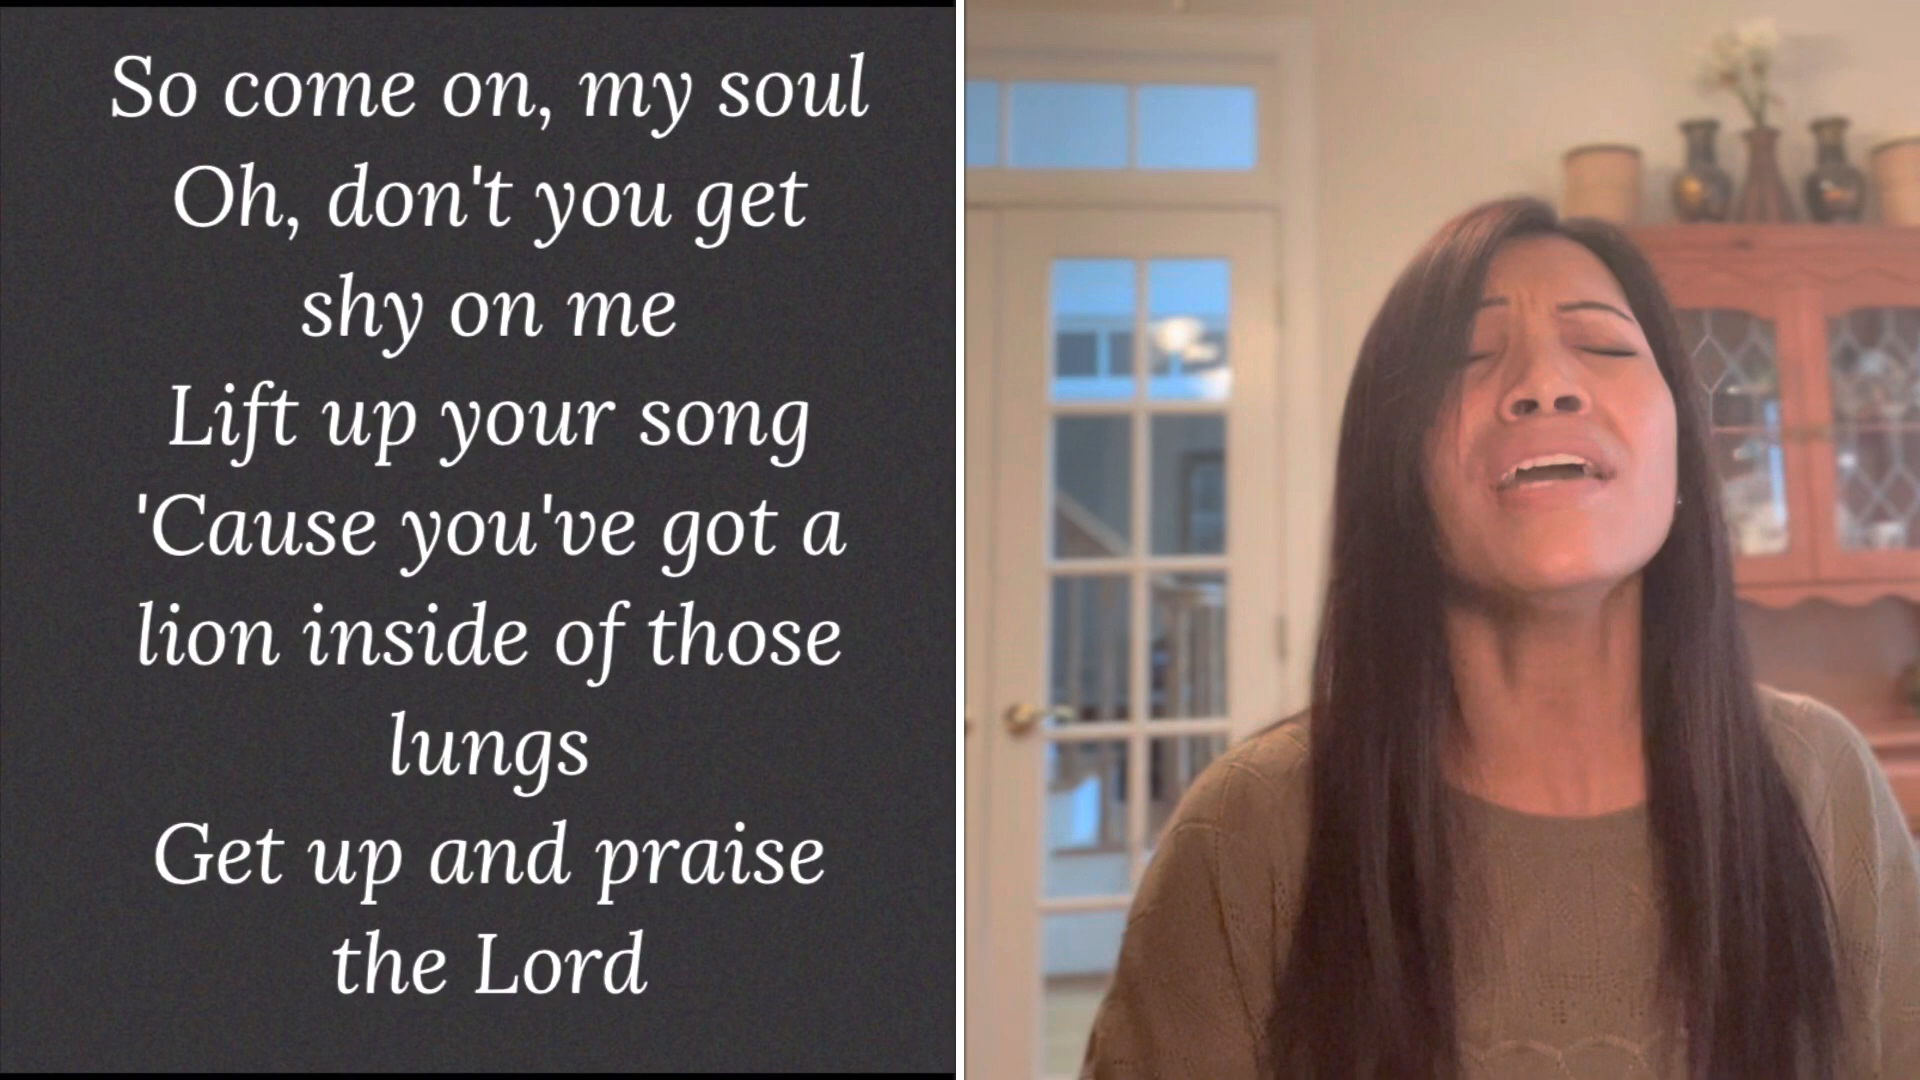 So come on, my soul
Oh, don't you get
shy on me
Lift up your song
'Cause you've got a
lion inside of those
lungs
Get up and praise
the Lord